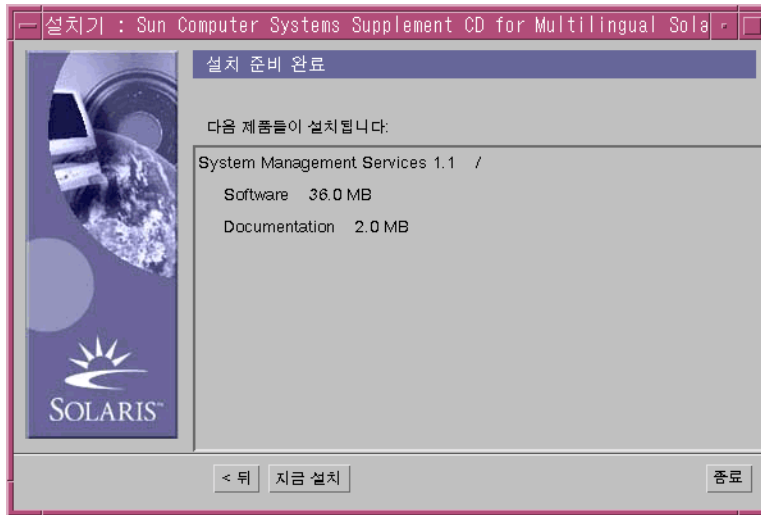 설치기 : Sun Computer Systems Supplement CD for Multilingual Sola
설치 준비 완료
다음 제품들이 설치됩니다:
System Management Services 1.1 /
Software 36.0 MB
Documentation 2.0 MB
SOLARIS™
< 뒤 지금 설치 종료